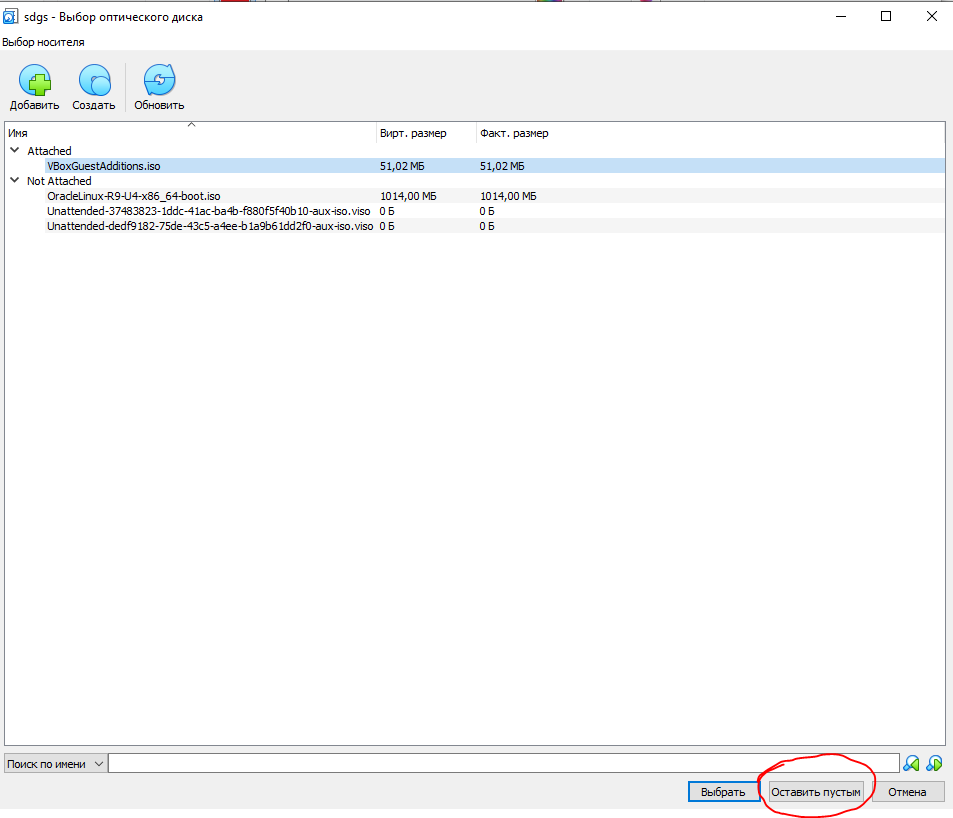 sdgs - Выбор оптического диска
Выбор носителя
Добавить Создать Обновить
Имя Вирт. размер Факт. размер
Attached
VBoxGuestAdditions.iso 51,02 МБ 51,02 МБ
Not Attached
OracleLinux-R9-U4-x86_64-boot.iso 1014,00 МБ 1014,00 МБ
Unattended-37483823-1ddc-41ac-ba4b-f880f5f40b10-aux-iso.viso 0 Б 0 Б
Unattended-dedf9182-75de-43c5-a4ee-b1a9b61dd2f0-aux-iso.viso 0 Б 0 Б
Поиск по имени
Выбрать Оставить пустым Отмена